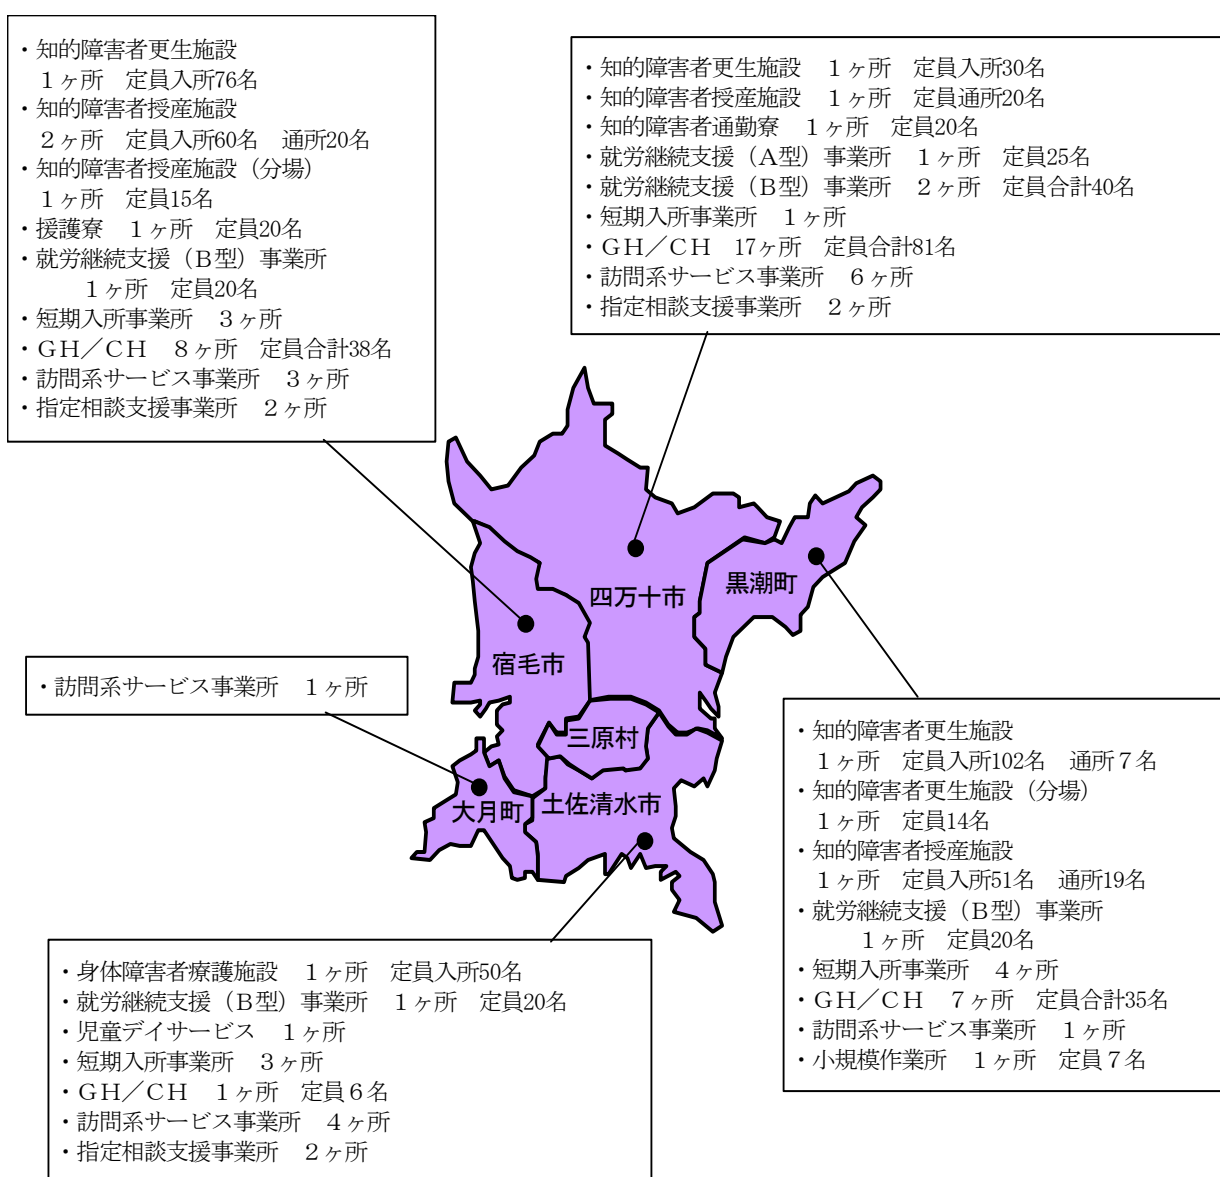 ・知的障害者更生施設
１ヶ所　定員入所76名
・知的障害者授産施設
２ヶ所　定員入所60名　通所20名
・知的障害者授産施設（分場）
１ヶ所　定員15名
・援護寮　１ヶ所　定員20名
・就労継続支援（Ｂ型）事業所
１ヶ所　定員20名
・短期入所事業所　３ヶ所
・ＧＨ／ＣＨ　８ヶ所　定員合計38名
・訪問系サービス事業所　３ヶ所
・指定相談支援事業所　２ヶ所
・知的障害者更生施設　１ヶ所　定員入所30名
・知的障害者授産施設　１ヶ所　定員通所20名
・知的障害者通勤寮　１ヶ所　定員20名
・就労継続支援（Ａ型）事業所　１ヶ所　定員25名
・就労継続支援（Ｂ型）事業所　２ヶ所　定員合計40名
・短期入所事業所　１ヶ所
・ＧＨ／ＣＨ　17ヶ所　定員合計81名
・訪問系サービス事業所　６ヶ所
・指定相談支援事業所　２ヶ所
四万十市
黒潮町
宿毛市
三原村
大月町
土佐清水市
・訪問系サービス事業所　１ヶ所
・知的障害者更生施設
１ヶ所　定員入所102名　通所７名
・知的障害者更生施設（分場）
１ヶ所　定員14名
・知的障害者授産施設
１ヶ所　定員入所51名　通所19名
・就労継続支援（Ｂ型）事業所
１ヶ所　定員20名
・短期入所事業所　４ヶ所
・ＧＨ／ＣＨ　７ヶ所　定員合計35名
・訪問系サービス事業所　１ヶ所
・小規模作業所　１ヶ所　定員７名
・身体障害者療護施設　１ヶ所　定員入所50名
・就労継続支援（Ｂ型）事業所　１ヶ所　定員20名
・児童デイサービス　１ヶ所
・短期入所事業所　３ヶ所
・ＧＨ／ＣＨ　１ヶ所　定員６名
・訪問系サービス事業所　４ヶ所
・指定相談支援事業所　２ヶ所